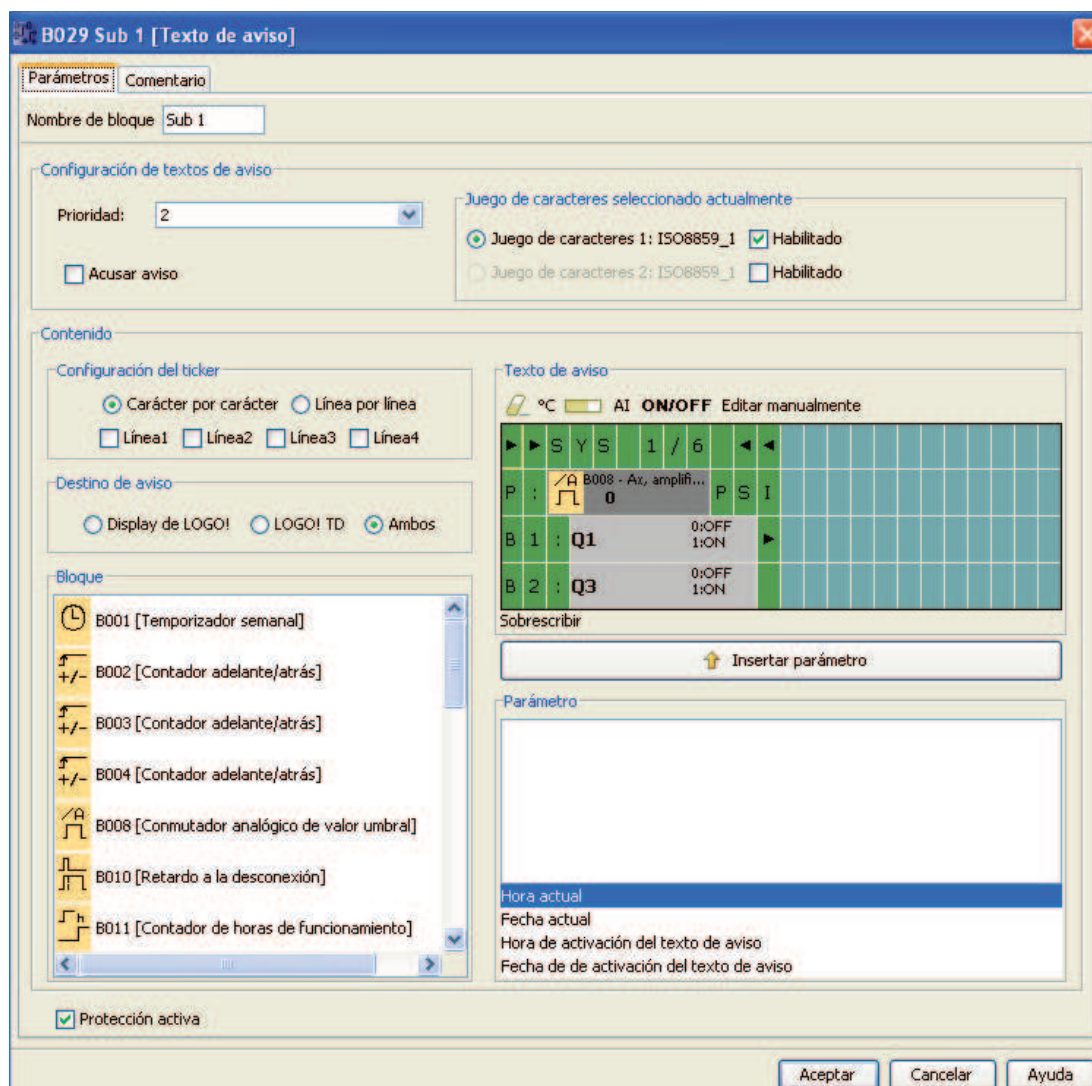 B029 Sub 1 [Texto de aviso]
Parámetros Comentario
Nombre de bloque Sub 1
Configuración de textos de aviso
Prioridad: 2
Acusar aviso
Juego de caracteres seleccionado actualmente
Juego de caracteres 1: ISO8859_1 Habilitado
Juego de caracteres 2: ISO8859_1 Habilitado
Contenido
Configuración del ticker
Carácter por carácter Línea por línea
Línea1 Línea2 Línea3 Línea4
Destino de aviso
Display de LOGO! LOGO! TD Ambos
Bloque
B001 [Temporizador semanal]
+/- B002 [Contador adelante/atrás]
+/- B003 [Contador adelante/atrás]
+/- B004 [Contador adelante/atrás]
/A B008 [Conmutador analógico de valor umbral]
B010 [Retardo a la desconexión]
h B011 [Contador de horas de funcionamiento]
Texto de aviso
°C AI ON/OFF Editar manualmente
► ► S Y S 1 / 6 ◄ ◄
P : /A B008 - Ax, amplifi... 0 P S I
B 1 : Q1 0:OFF 1:ON ►
B 2 : Q3 0:OFF 1:ON
Sobrescribir
Insertar parámetro
Parámetro
Hora actual
Fecha actual
Hora de activación del texto de aviso
Fecha de de activación del texto de aviso
Protección activa
Aceptar Cancelar Ayuda